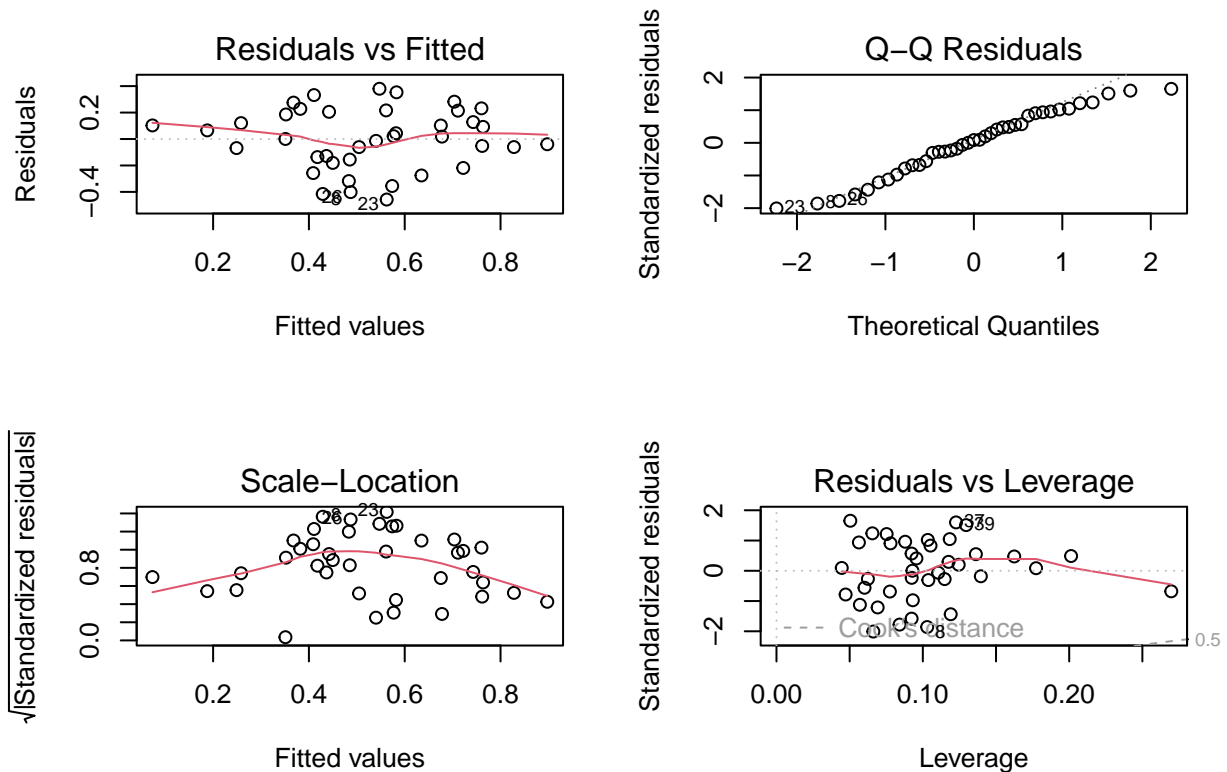 Residuals vs Fitted
Residuals
0.2
−0.4
26
8
23
0.2 0.4 0.6 0.8
Fitted values
Q−Q Residuals
Standardized residuals
2
0
−2
23
8
26
−2 −1 0 1 2
Theoretical Quantiles
Scale−Location
√|Standardized residuals|
0.8
0.0
8
26
23
0.2 0.4 0.6 0.8
Fitted values
Residuals vs Leverage
Standardized residuals
2
0
−2
37
39
8
Cook's distance
0.5
0.00 0.10 0.20
Leverage